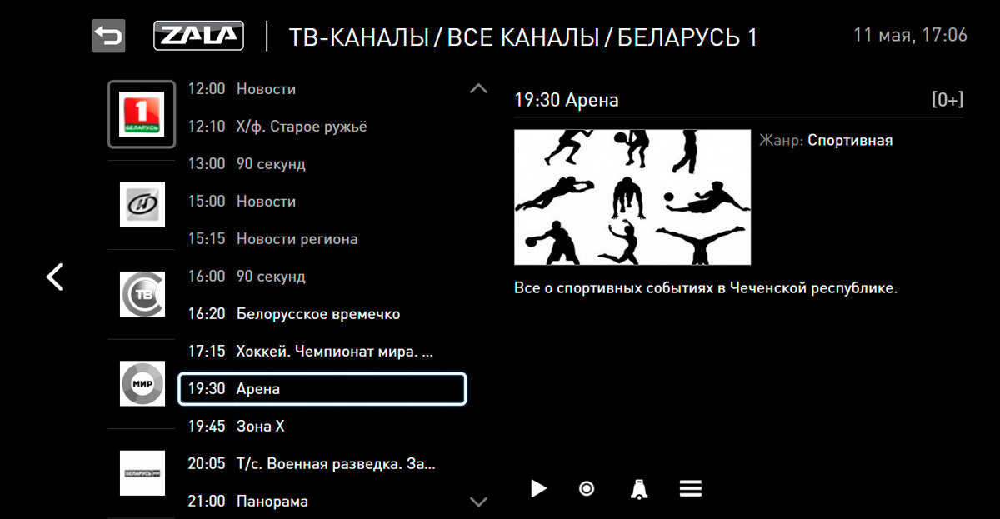 ZALA
ТВ-КАНАЛЫ/ВСЕ КАНАЛЫ/БЕЛАРУСЬ 1
11 мая, 17:06
1
БЕЛАРУСЬ
12:00 Новости
12:10 Х/ф. Старое ружьё
13:00 90 секунд
Н
15:00 Новости
15:15 Новости региона
16:00 90 секунд
ТВ
16:20 Белорусское времечко
17:15 Хоккей. Чемпионат мира. ...
МИР
19:30 Арена
19:45 Зона Х
20:05 Т/с. Военная разведка. За...
БЕЛАРУСЬ
21:00 Панорама
19:30 Арена
[0+]
Жанр: Спортивная
Все о спортивных событиях в Чеченской республике.